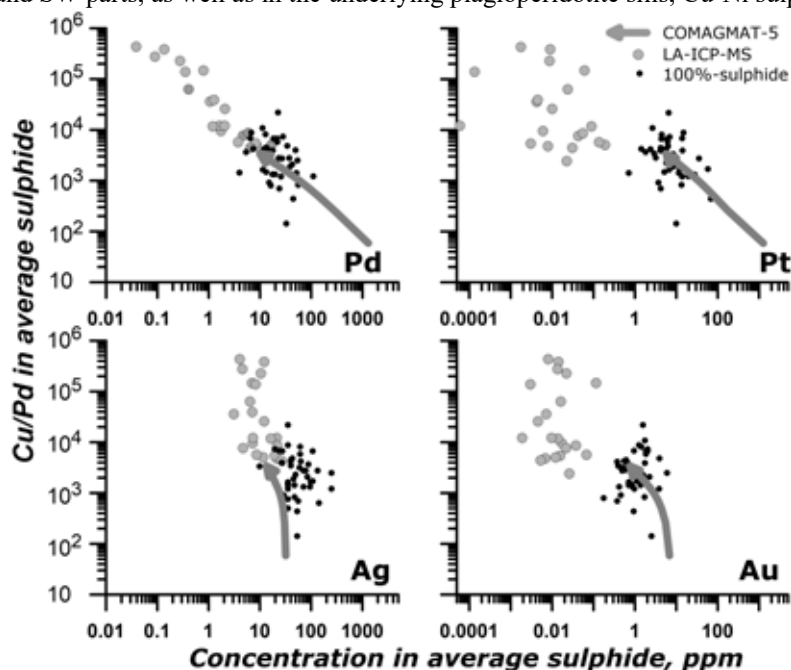 and SW parts, as well as in the underlying plagioperidotite sills, Cu-Ni sulp
10⁶
10⁵
10⁴
10³
10²
10
Pd
0.01 0.1 1 10 100 1000
COMAGMAT-5
LA-ICP-MS
100%-sulphide
Pt
0.0001 0.01 1 100
Cu/Pd in average sulphide
10⁶
10⁵
10⁴
10³
10²
10
Ag
0.01 0.1 1 10 100 1000
Au
0.0001 0.01 1 100
Concentration in average sulphide, ppm